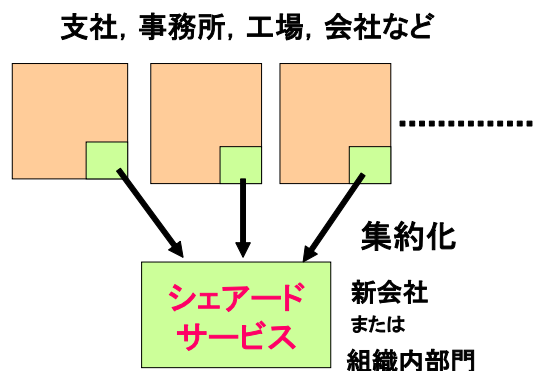 支社，事務所，工場，会社など
集約化
シェアード
サービス
新会社
または
組織内部門